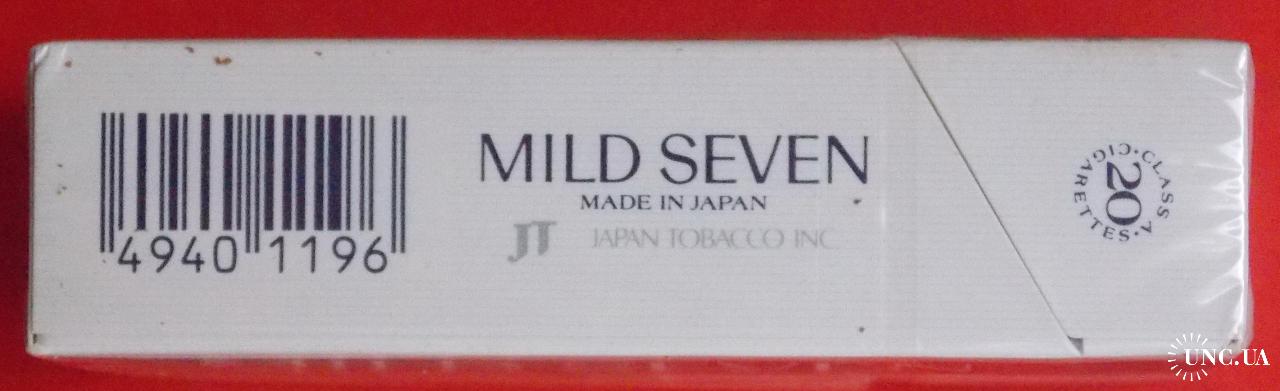 MILD SEVEN
MADE IN JAPAN
JT JAPAN TOBACCO INC
4940 1196
20 CLASS A CIGARETTES
UNC.UA